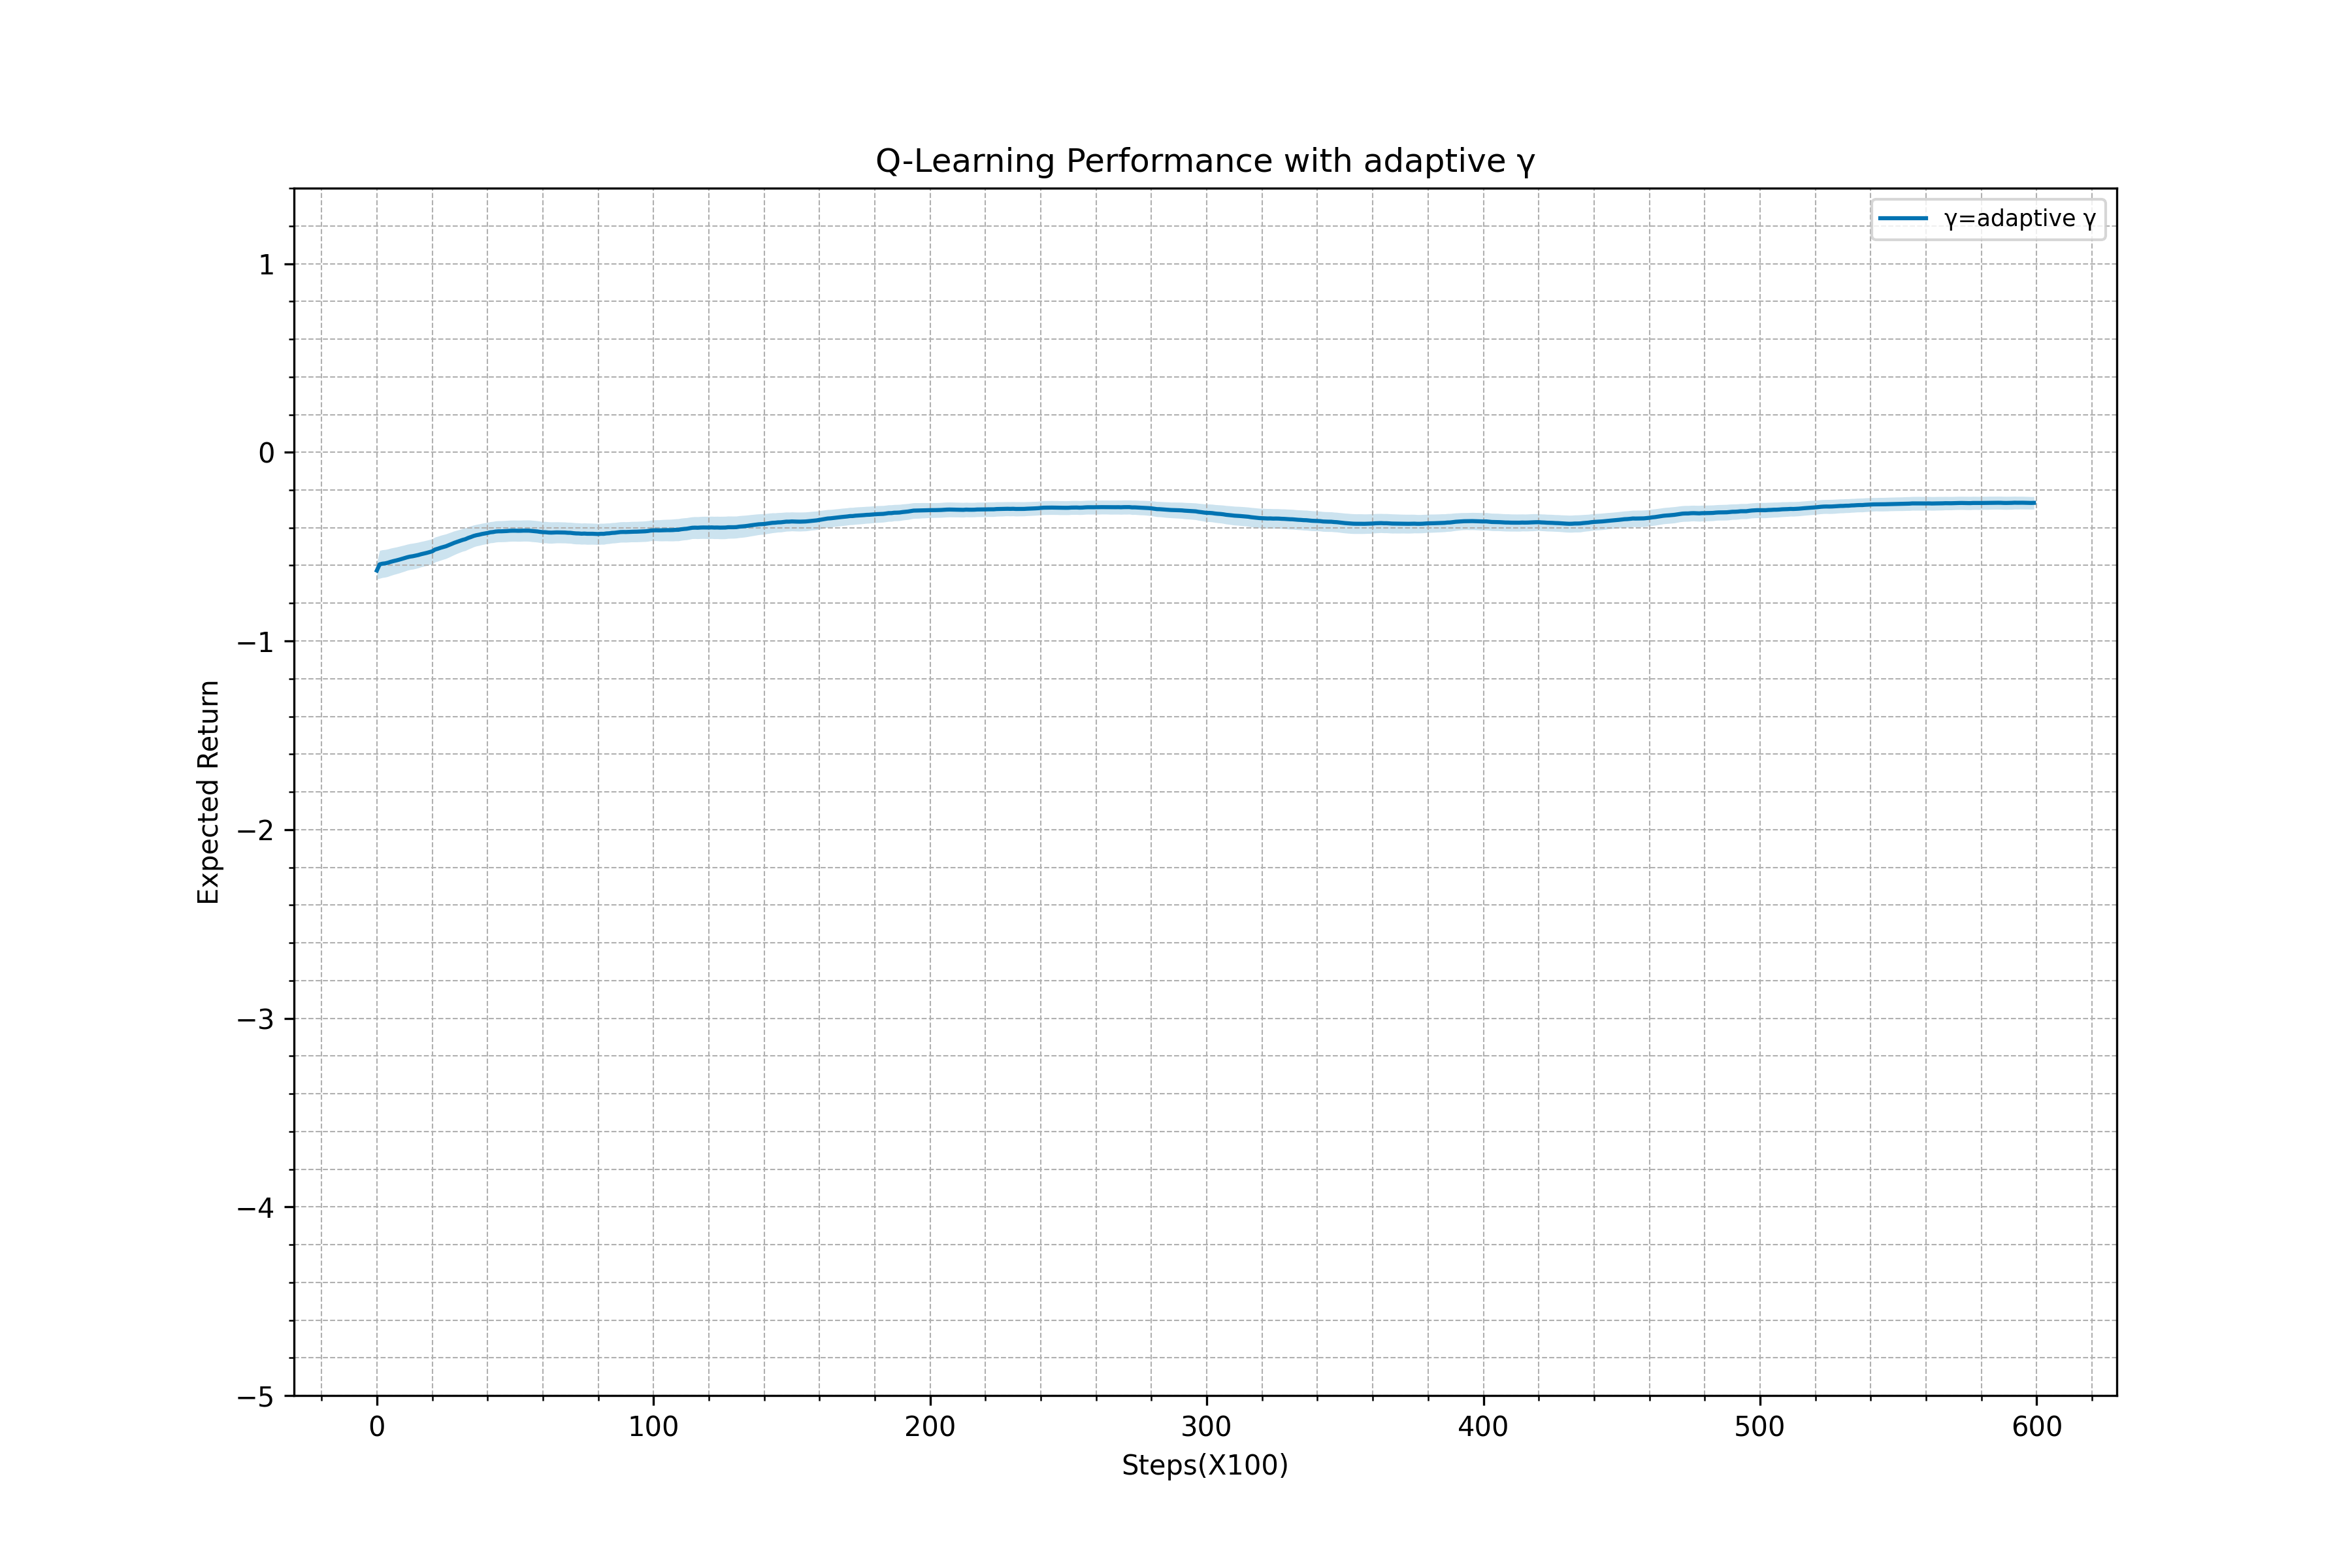 Q-Learning Performance with adaptive γ
γ=adaptive γ
1
0
−1
−2
−3
−4
−5
Expected Return
0 100 200 300 400 500 600
Steps(X100)